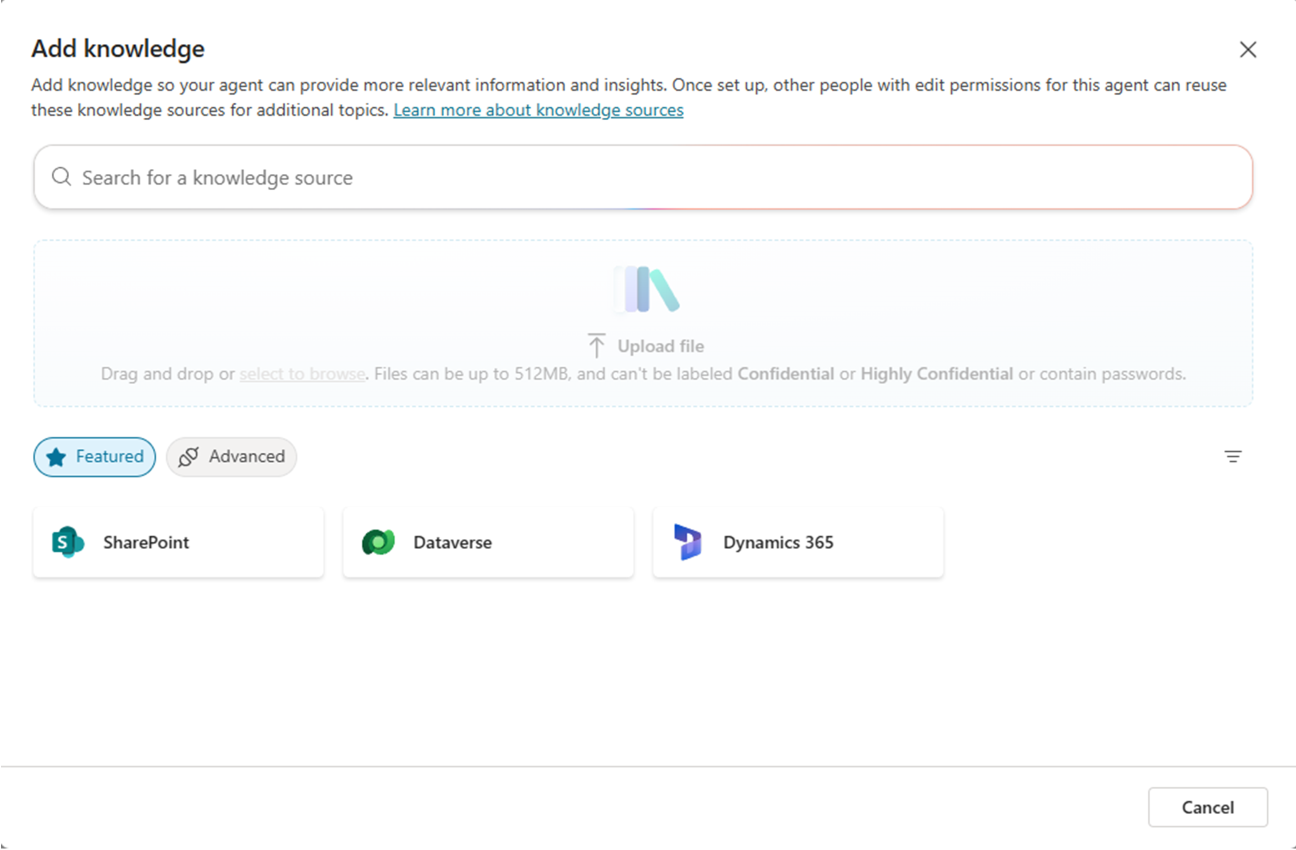 Add knowledge
Add knowledge so your agent can provide more relevant information and insights. Once set up, other people with edit permissions for this agent can reuse
these knowledge sources for additional topics. Learn more about knowledge sources
Search for a knowledge source
Upload file
Drag and drop or select to browse. Files can be up to 512MB, and can't be labeled Confidential or Highly Confidential or contain passwords.
Featured Advanced
S SharePoint Dataverse Dynamics 365
Cancel